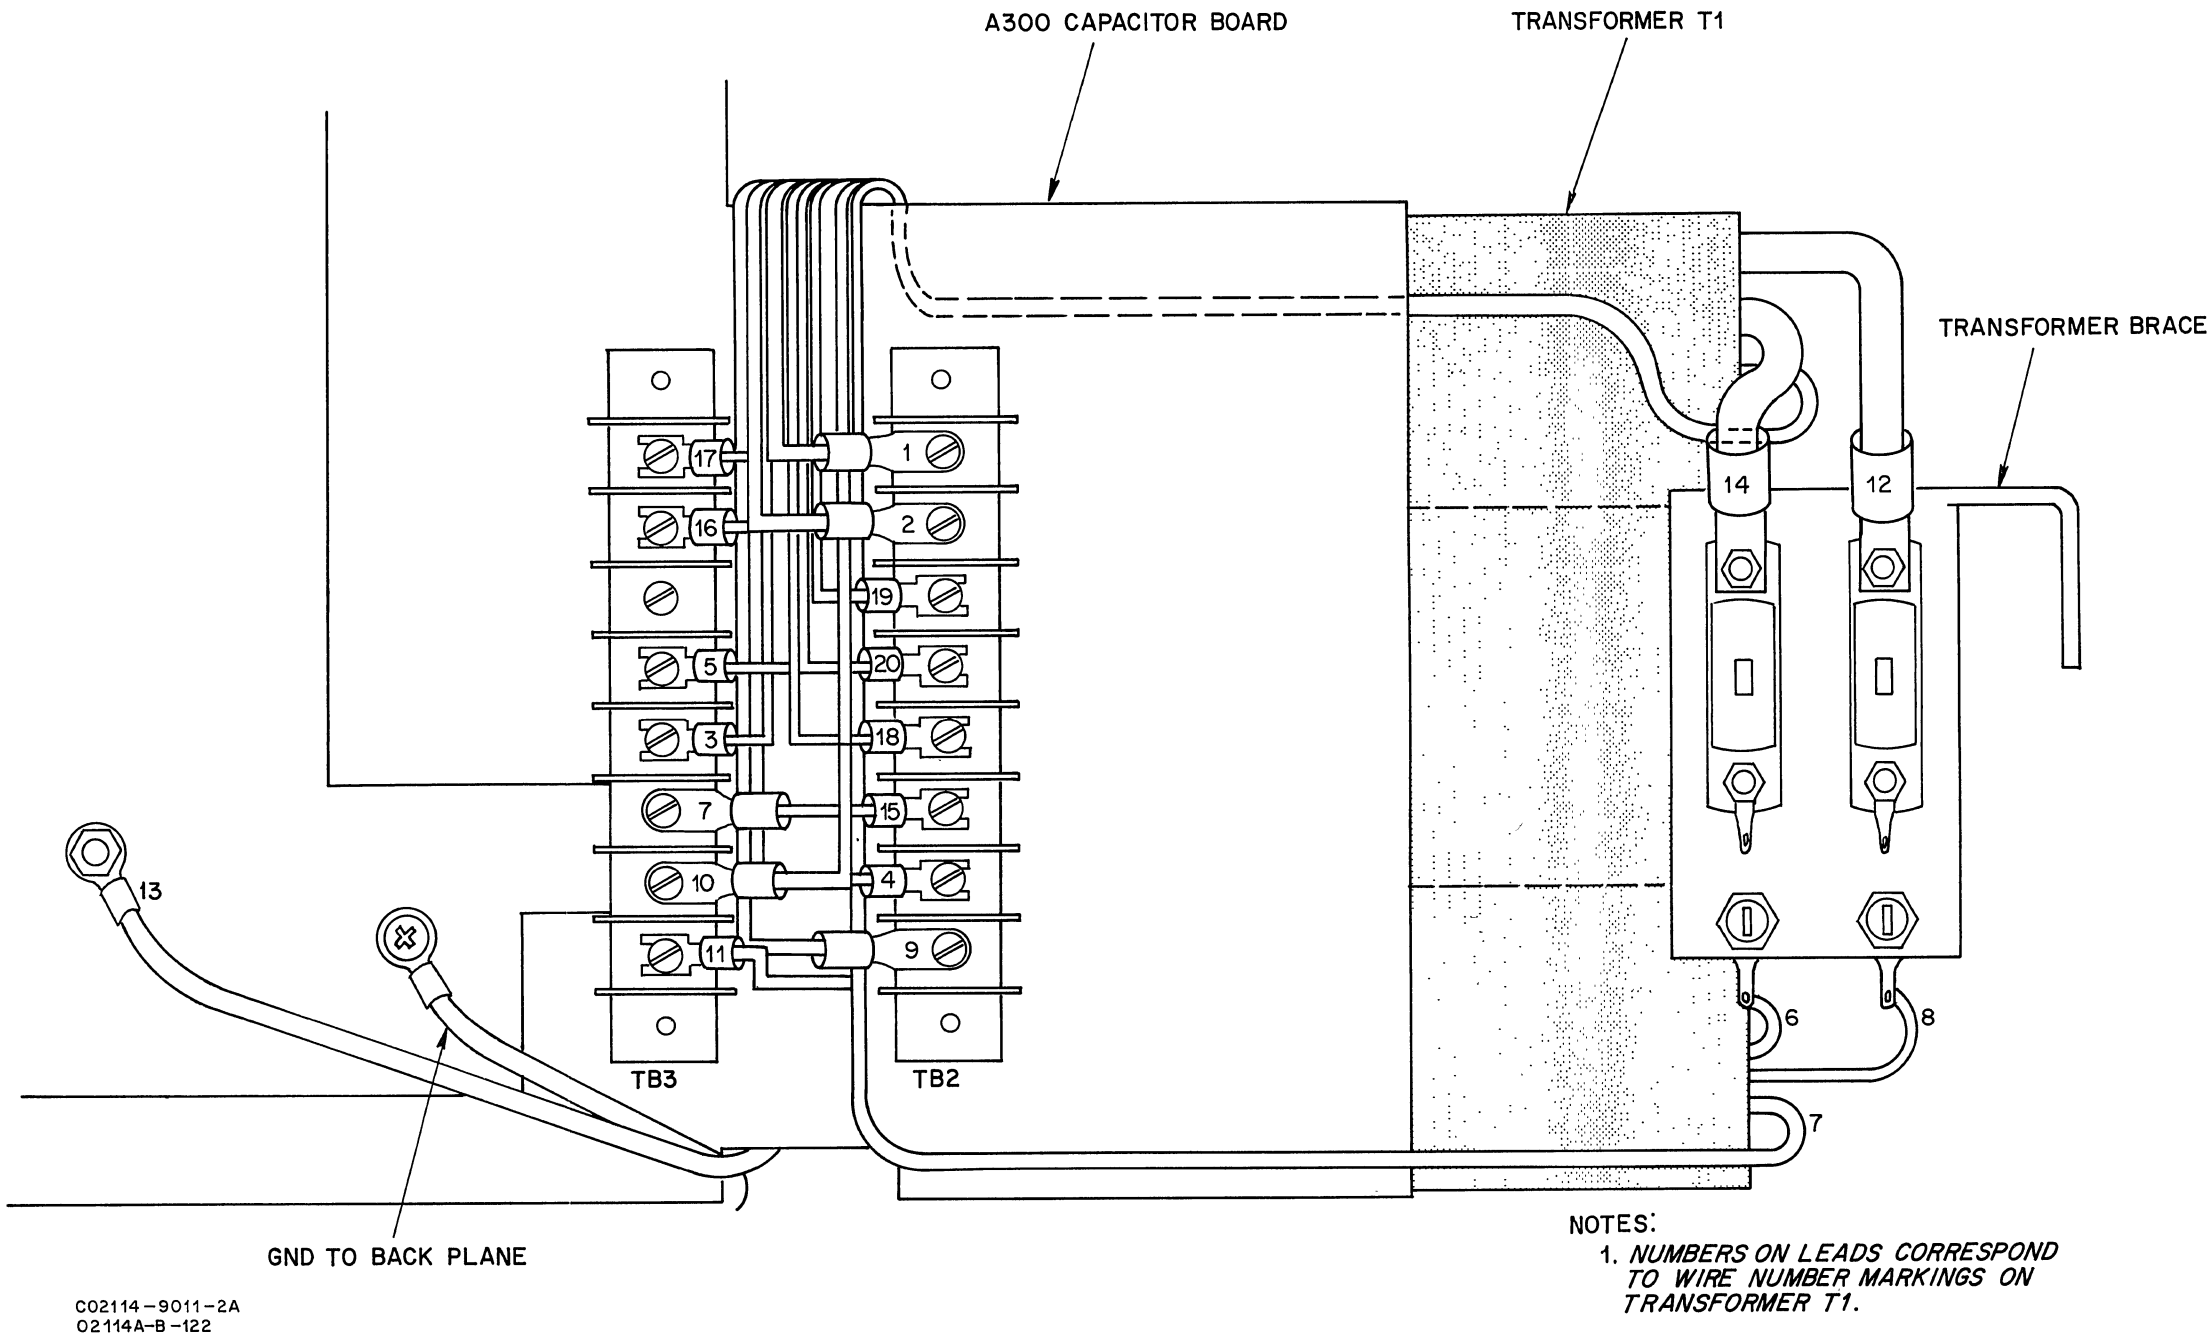 A300 CAPACITOR BOARD
TRANSFORMER T1
TRANSFORMER BRACE
17
1
14
12
16
2
19
5
20
3
18
7
15
10
4
13
11
9
6
8
TB3
TB2
7
GND TO BACK PLANE
NOTES:
1. NUMBERS ON LEADS CORRESPOND
TO WIRE NUMBER MARKINGS ON
TRANSFORMER T1.
C02114-9011-2A
02114A-B-122